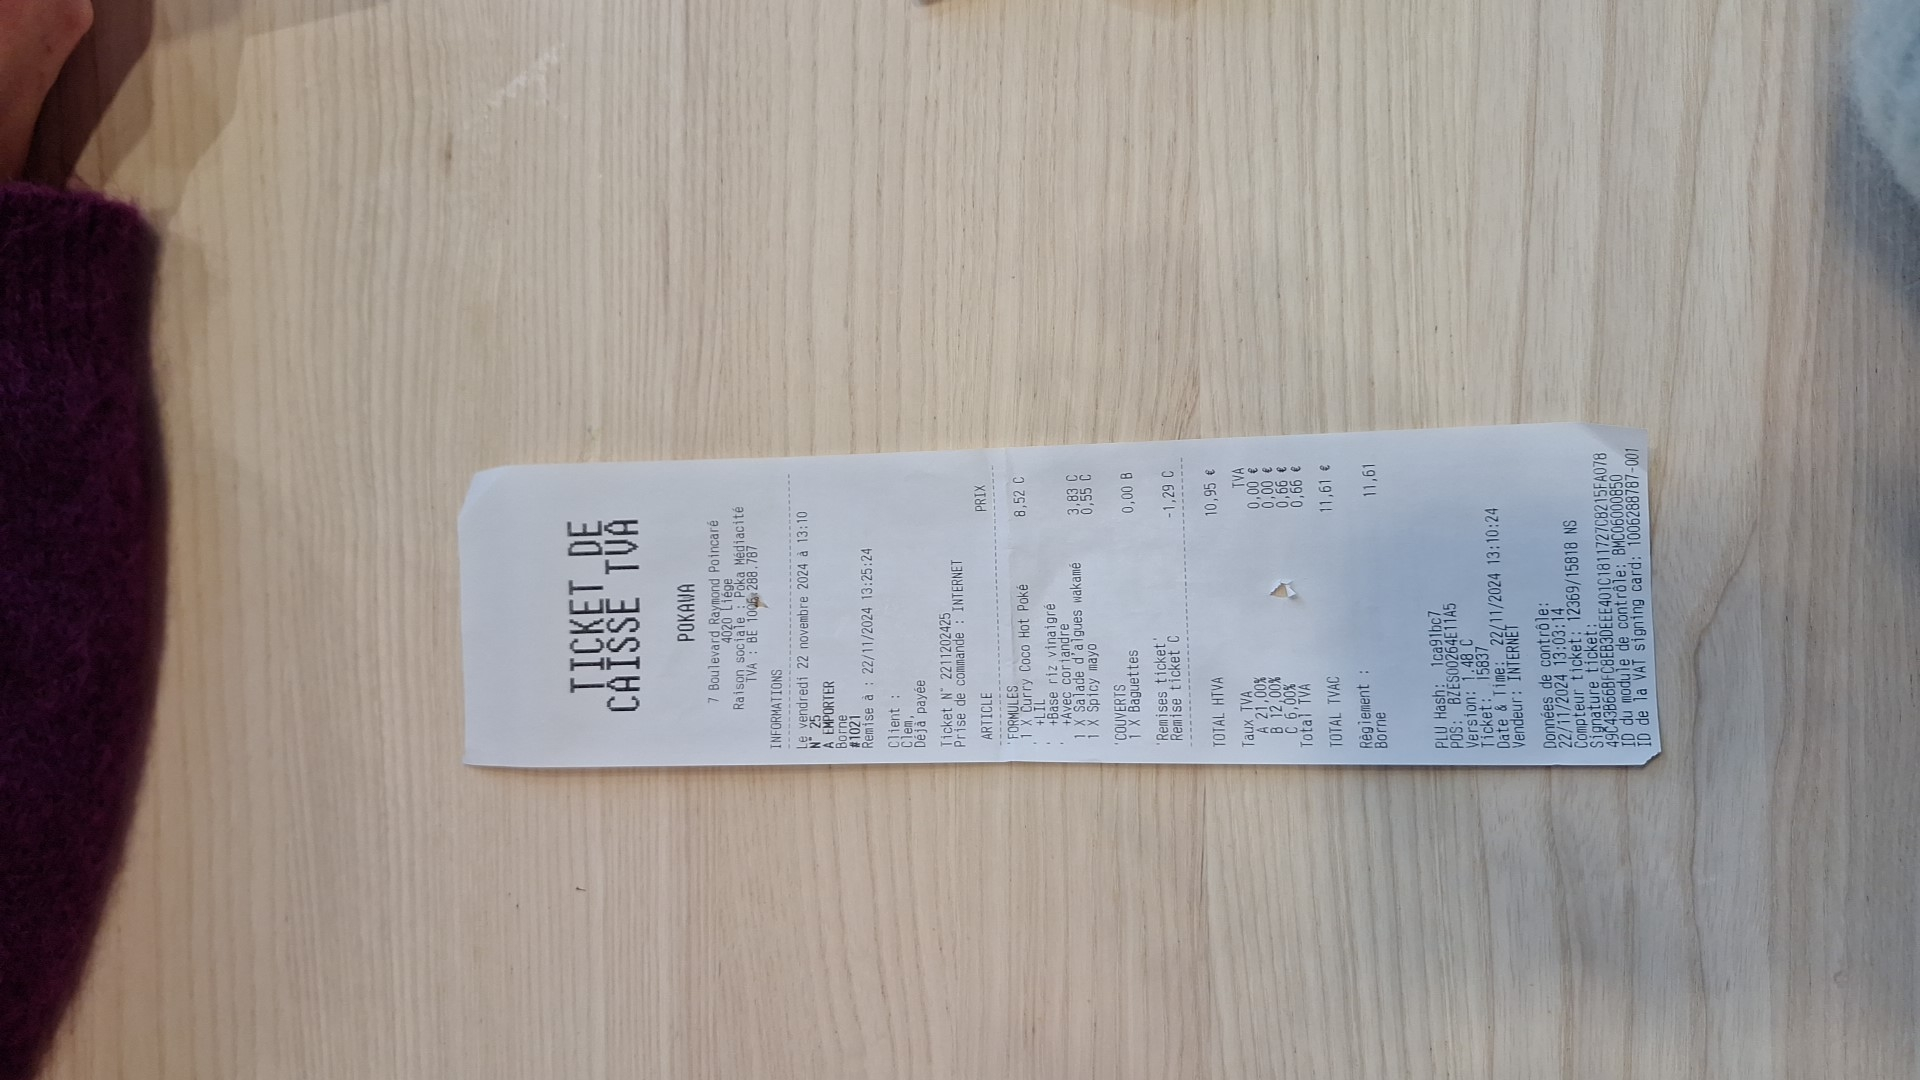 TICKET DE
CAISSE TVA
POKAWA
7 Boulevard Raymond Poincaré
4020 Liège
Raison sociale : Poka Médiacité
TVA : BE 1006.288.787
INFORMATIONS
Le vendredi 22 novembre 2024 à 13:10
N° 25
A EMPORTER
Borne
#1021
Remise à : 22/11/2024 13:25:24
Client :
Clem,
Déjà payée
Ticket N° 2211202425
Prise de commande : INTERNET
ARTICLE PRIX
'FORMULES
1 X Curry Coco Hot Poké 8,52 C
' +LIL
' +Base riz vinaigré
' +Avec coriandre
1 X Salade d'algues wakamé 3,83 C
1 X Spicy mayo 0,55 C
'COUVERTS
1 X Baguettes 0,00 B
'Remises ticket'
Remise ticket C -1,29 C
TOTAL HTVA 10,95 €
Taux TVA TVA
A 21,00% 0,00 €
B 12,00% 0,00 €
C 6,00% 0,66 €
Total TVA 0,66 €
TOTAL TVAC 11,61 €
Règlement :
Borne 11,61
PLU Hash: 1ca91bc7
POS: BZES00264E11A5
Version: 1.48 C
Ticket: 15837
Date & Time: 22/11/2024 13:10:24
Vendeur: INTERNET
Données de contrôle:
22/11/2024 13:03:14
Compteur ticket: 12369/15818 NS
Signature ticket:
ID du module de contrôle: BMC06000850
ID de la VAT signing card: 1006288787-001